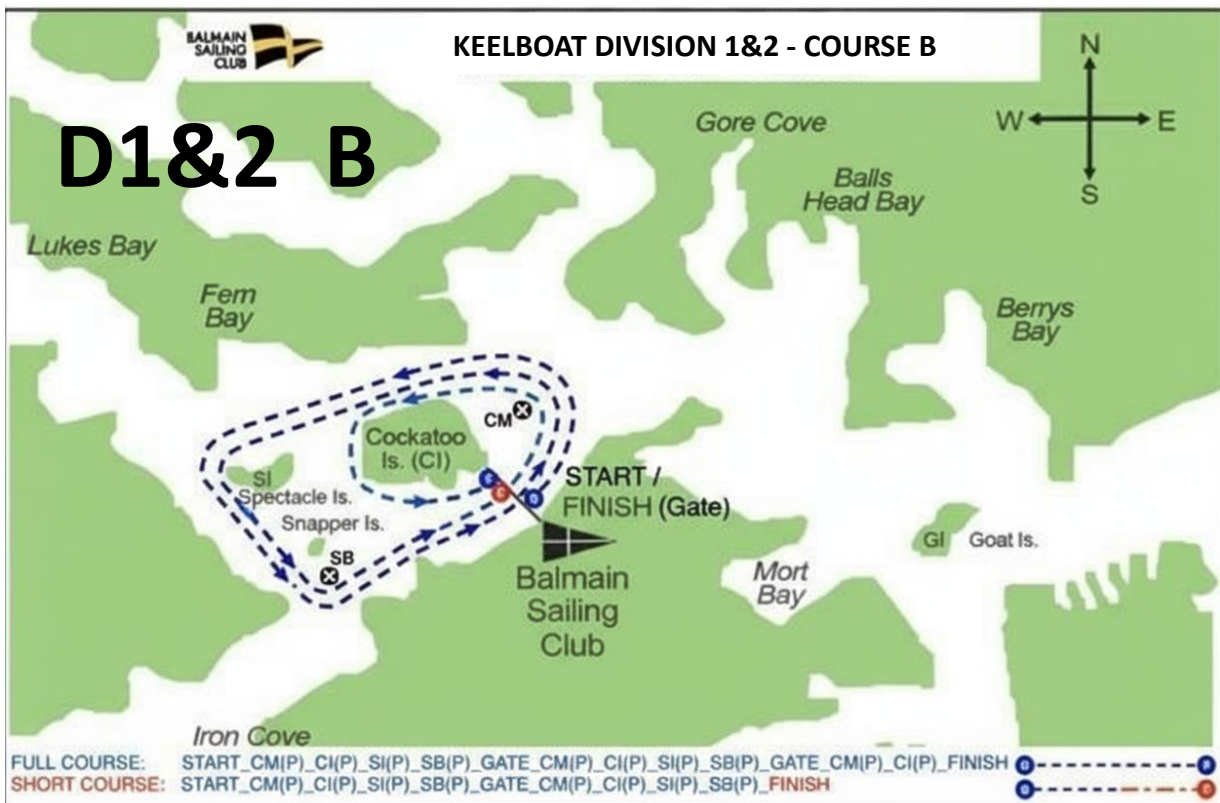 BALMAIN
SAILING
CLUB
KEELBOAT DIVISION 1&2 - COURSE B
N
W E
S
D1&2 B
Gore Cove
Balls
Head Bay
Lukes Bay
Fern
Bay
Berrys
Bay
CM
Cockatoo
Is. (CI)
SI
Spectacle Is.
Snapper Is.
SB
START /
FINISH (Gate)
GI Goat Is.
Balmain
Sailing
Club
Mort
Bay
Iron Cove
FULL COURSE: START_CM(P)_CI(P)_SI(P)_SB(P)_GATE_CM(P)_CI(P)_SI(P)_SB(P)_GATE_CM(P)_CI(P)_FINISH
SHORT COURSE: START_CM(P)_CI(P)_SI(P)_SB(P)_GATE_CM(P)_CI(P)_SI(P)_SB(P)_FINISH